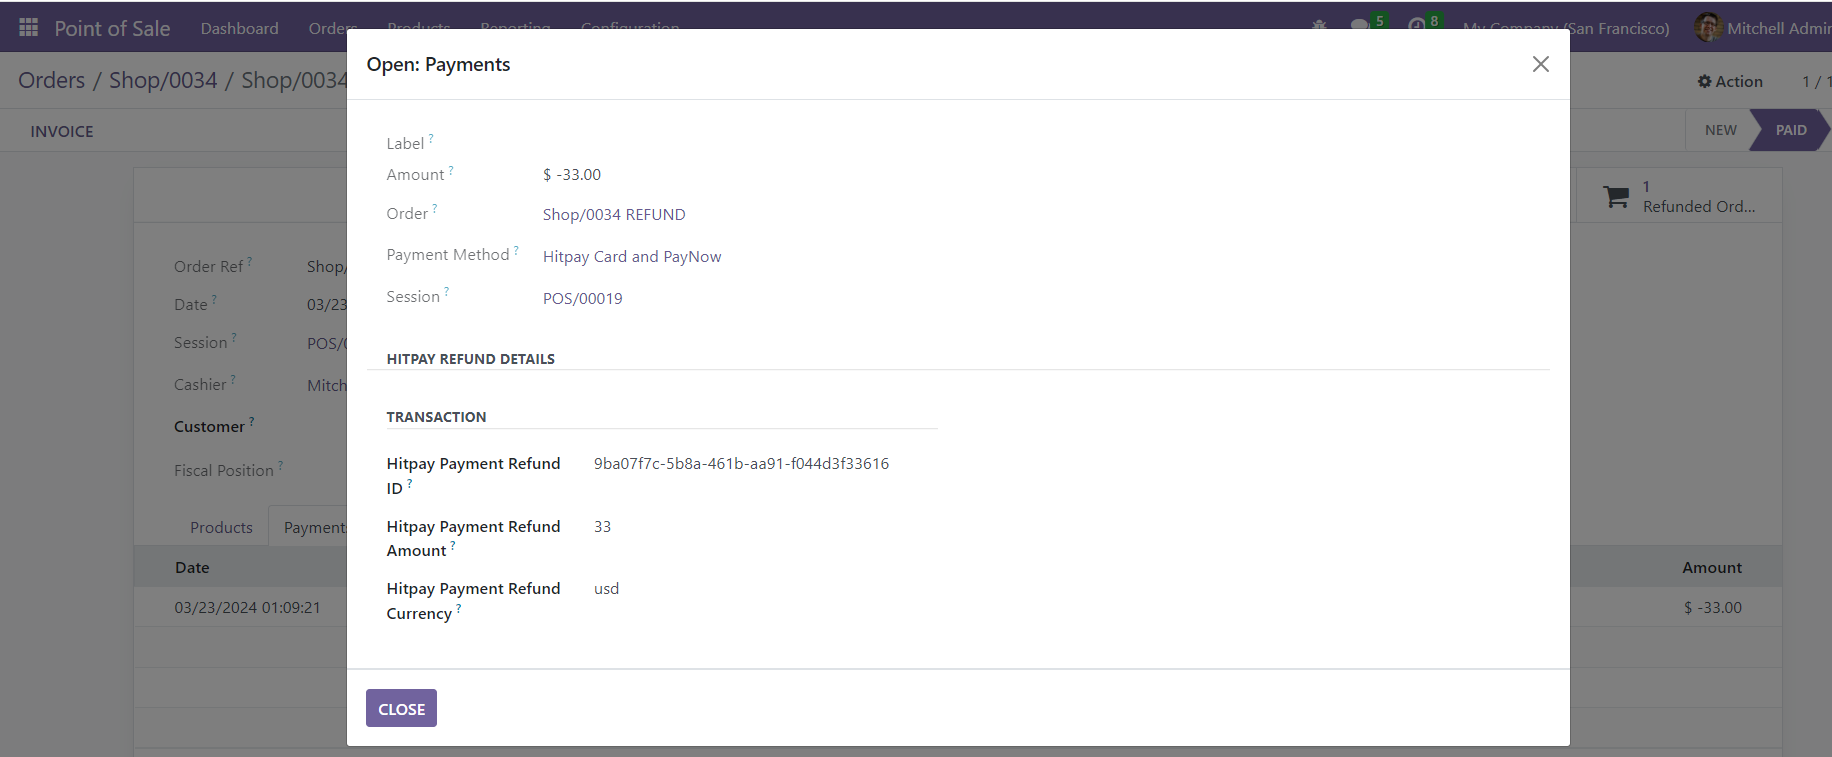 Point of Sale Dashboard Orders Products Reporting Configuration 5 8 My Company (San Francisco) Mitchell Admin
Open: Payments
Orders / Shop/0034 / Shop/0034
Action 1 / 1
INVOICE
NEW PAID
Label ?
Amount ? $ -33.00
1
Refunded Ord...
Order ? Shop/0034 REFUND
Payment Method ? Hitpay Card and PayNow
Session ? POS/00019
Order Ref ? Shop/
Date ? 03/23
Session ? POS/0
Cashier ? Mitch
Customer ?
Fiscal Position ?
HITPAY REFUND DETAILS
TRANSACTION
Hitpay Payment Refund
ID ? 9ba07f7c-5b8a-461b-aa91-f044d3f33616
Hitpay Payment Refund
Amount ? 33
Hitpay Payment Refund
Currency ? usd
Products Payments
Date Amount
03/23/2024 01:09:21 $ -33.00
CLOSE